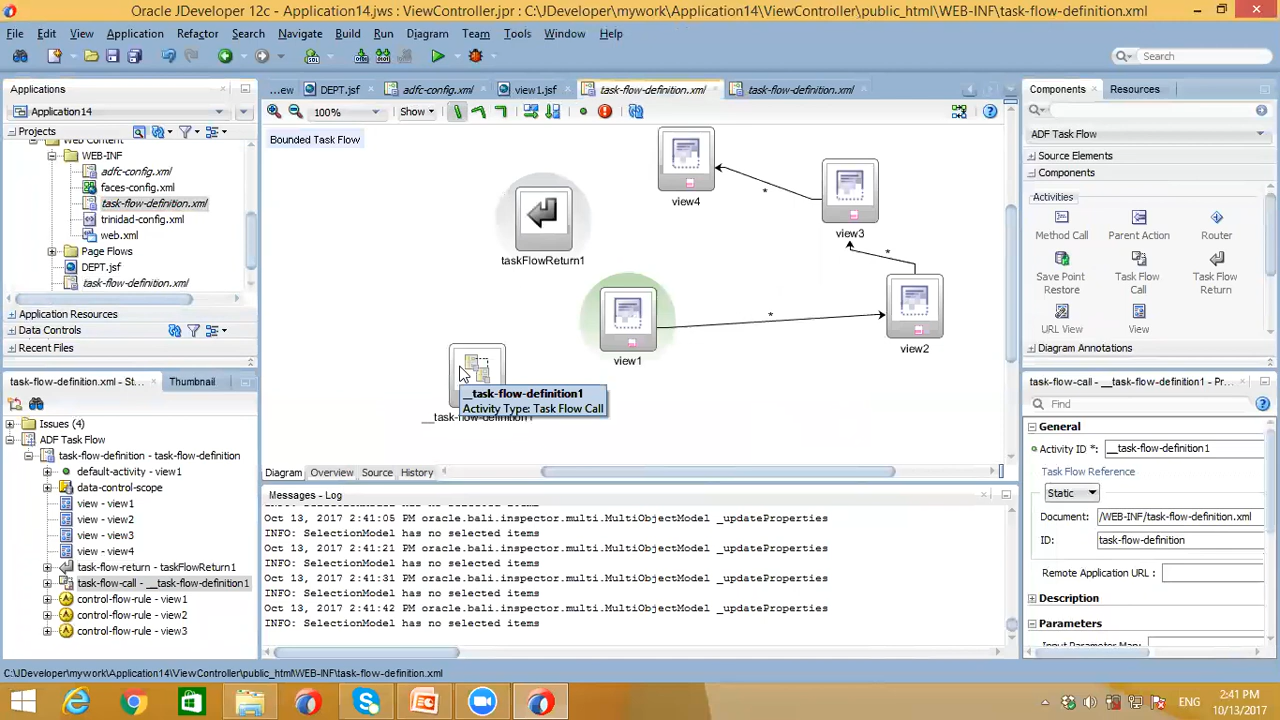 Oracle JDeveloper 12c - Application14.jws : ViewController.jpr : C:\JDeveloper\mywork\Application14\ViewController\public_html\WEB-INF\task-flow-definition.xml
File Edit View Application Refactor Search Navigate Build Run Diagram Team Tools Window Help
Search
Applications
Application14
Projects
Web Content
WEB-INF
adfc-config.xml
faces-config.xml
task-flow-definition.xml
trinidad-config.xml
web.xml
Page Flows
DEPT.jsf
task-flow-definition.xml
Application Resources
Data Controls
Recent Files
task-flow-definition.xml - St...
Thumbnail
Issues (4)
ADF Task Flow
task-flow-definition - task-flow-definition
default-activity - view1
data-control-scope
view - view1
view - view2
view - view3
view - view4
task-flow-return - taskFlowReturn1
task-flow-call - __task-flow-definition1
control-flow-rule - view1
control-flow-rule - view2
control-flow-rule - view3
...ew
DEPT.jsf
adfc-config.xml
view1.jsf
task-flow-definition.xml
task-flow-definition.xml
100%
Show
Bounded Task Flow
view4
*
view3
*
taskFlowReturn1
view1
*
view2
__task-flow-definition1
Activity Type: Task Flow Call
__task-flow-definition1
Diagram Overview Source History
Messages - Log
Oct 13, 2017 2:41:05 PM oracle.bali.inspector.multi.MultiObjectModel _updateProperties
INFO: SelectionModel has no selected items
Oct 13, 2017 2:41:21 PM oracle.bali.inspector.multi.MultiObjectModel _updateProperties
INFO: SelectionModel has no selected items
Oct 13, 2017 2:41:31 PM oracle.bali.inspector.multi.MultiObjectModel _updateProperties
INFO: SelectionModel has no selected items
Oct 13, 2017 2:41:42 PM oracle.bali.inspector.multi.MultiObjectModel _updateProperties
INFO: SelectionModel has no selected items
Components
Resources
ADF Task Flow
Source Elements
Components
Activities
Method Call
Parent Action
Router
Save Point Restore
Task Flow Call
Task Flow Return
URL View
View
Diagram Annotations
task-flow-call - __task-flow-definition1 - Pr...
Find
General
Activity ID *:
__task-flow-definition1
Task Flow Reference
Static
Document:
/WEB-INF/task-flow-definition.xml
ID:
task-flow-definition
Remote Application URL :
Description
Parameters
Input Parameter Map
C:\JDeveloper\mywork\Application14\ViewController\public_html\WEB-INF\task-flow-definition.xml
ENG
2:41 PM
10/13/2017